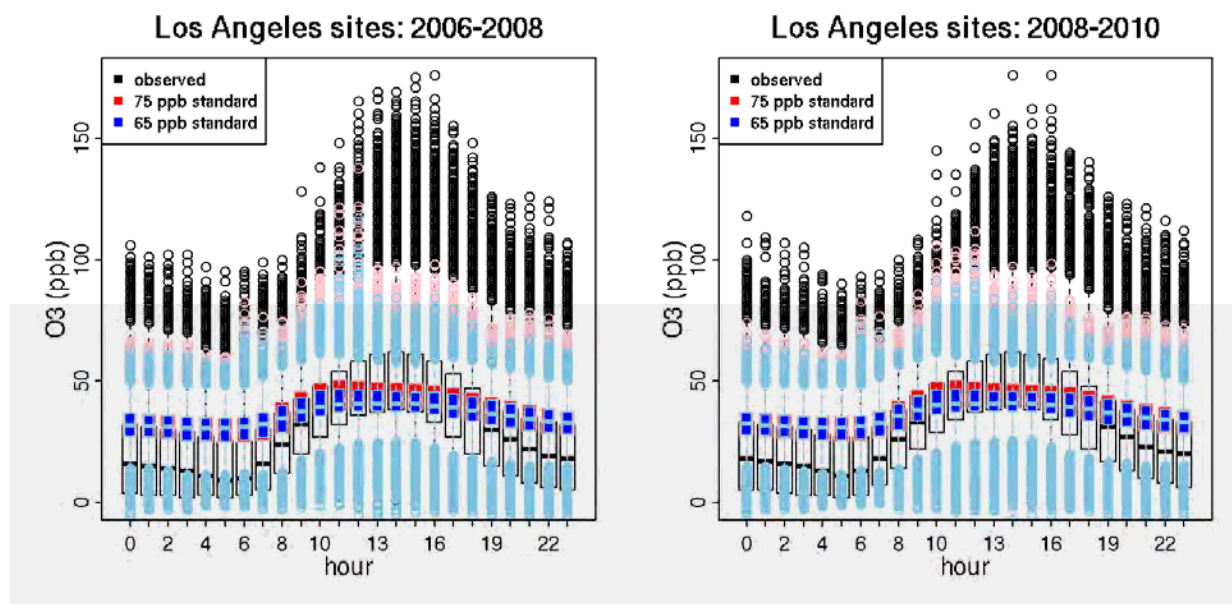 Los Angeles sites: 2006-2008
observed
75 ppb standard
65 ppb standard
O3 (ppb)
150
100
50
0
0 2 4 6 8 10 13 16 19 22
hour
Los Angeles sites: 2008-2010
observed
75 ppb standard
65 ppb standard
O3 (ppb)
150
100
50
0
0 2 4 6 8 10 13 16 19 22
hour